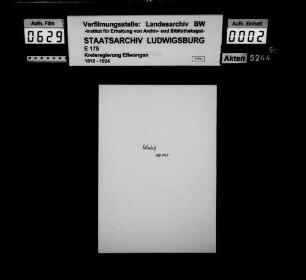 Aufn. Film
0629
Verfilmungsstelle: Landesarchiv BW
-Institut für Erhaltung von Archiv- und Bibliotheksgut-
STAATSARCHIV LUDWIGSBURG
E 175
Kreisregierung Ellwangen
1818 - 1924
Aufn. Einheit
0002
Akten 5244